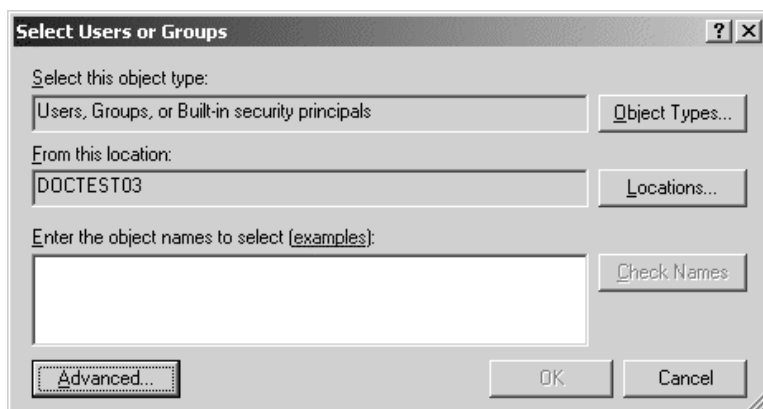 Select Users or Groups
Select this object type:
Users, Groups, or Built-in security principals
Object Types...
From this location:
DOCTEST03
Locations...
Enter the object names to select (examples):
Check Names
Advanced...
OK
Cancel